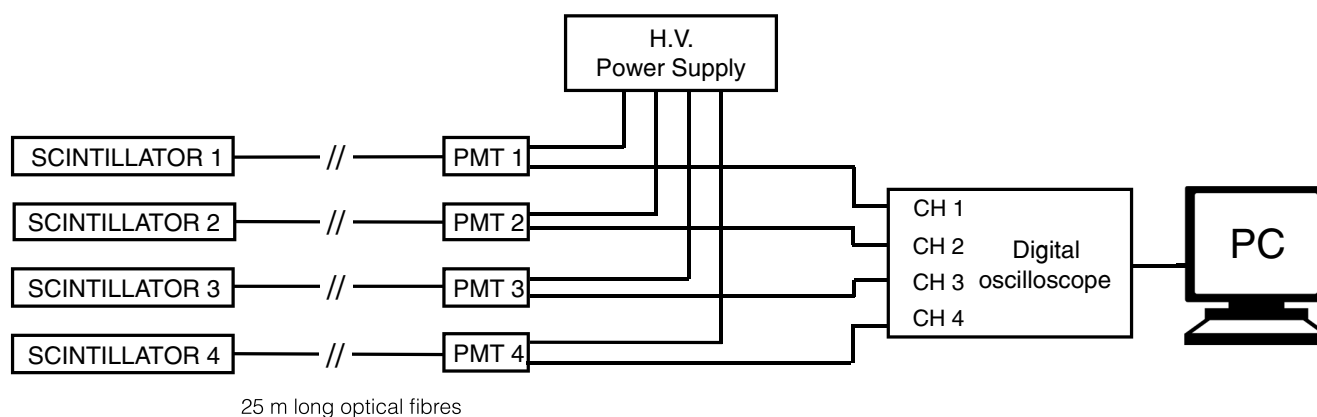 H.V.
Power Supply
SCINTILLATOR 1
//
PMT 1
SCINTILLATOR 2
//
PMT 2
SCINTILLATOR 3
//
PMT 3
SCINTILLATOR 4
//
PMT 4
CH 1
CH 2
CH 3
CH 4
Digital
oscilloscope
PC
25 m long optical fibres